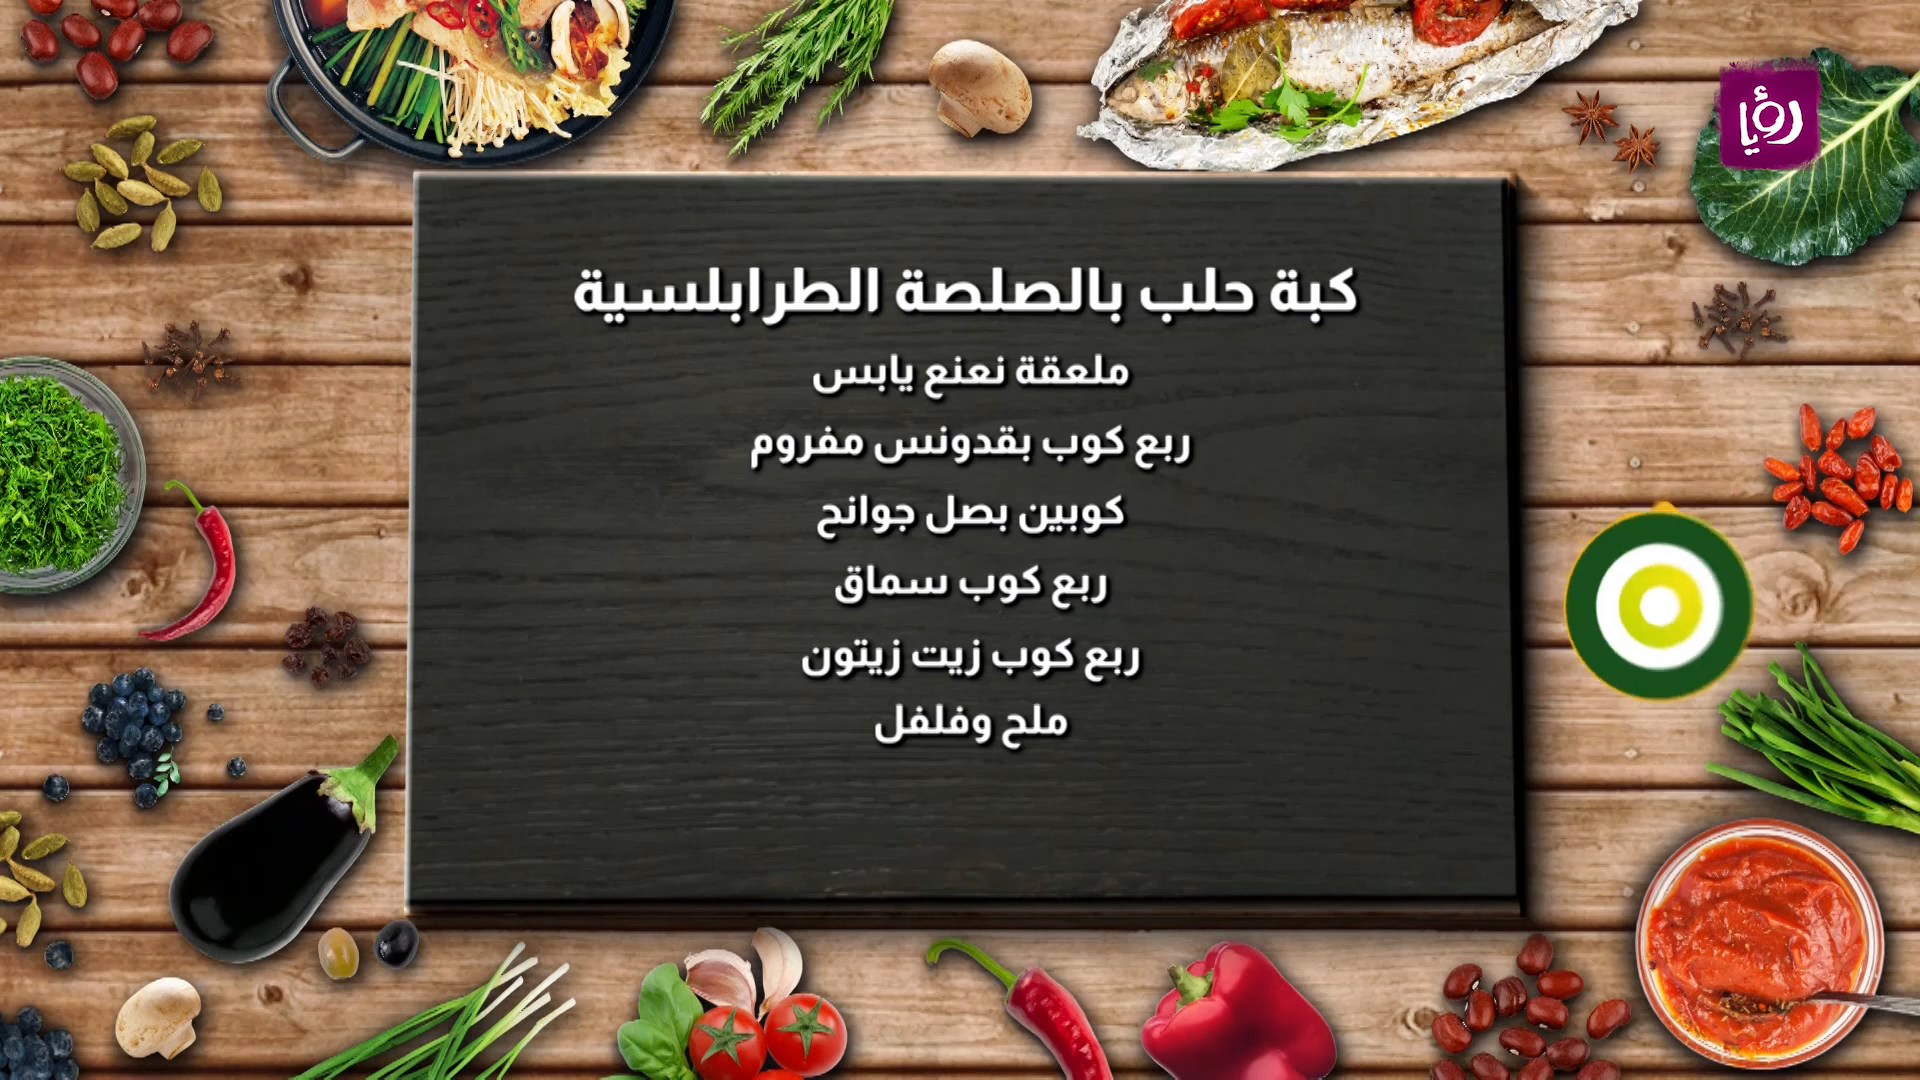 رؤيا
كبة حلب بالصلصة الطرابلسية
ملعقة نعنع يابس
ربع كوب بقدونس مفروم
كوبين بصل جوانح
ربع كوب سماق
ربع كوب زيت زيتون
ملح وفلفل